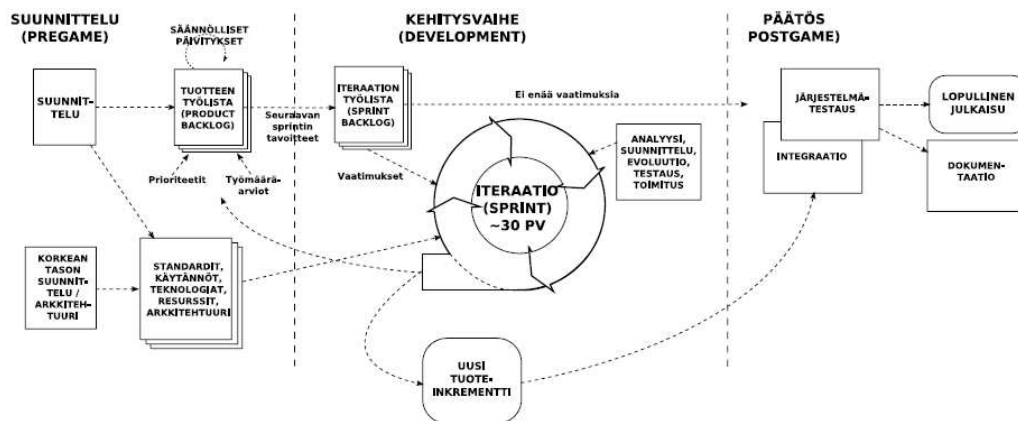 SUUNNITTELU
(PREGAME)
SÄÄNNÖLLISET
PÄIVITYKSET
SUUNNIT-
TELU
TUOTTEEN
TYÖLISTA
(PRODUCT
BACKLOG)
Prioriteetit
Työmäärä-
arviot
KORKEAN
TASON
SUUNNIT-
TELU /
ARKKITEH-
TUURI
STANDARDIT,
KÄYTÄNNÖT,
TEKNOLOGIAT,
RESURSSIT,
ARKKITEHTUURI
Seuraavan
sprintin
tavoitteet
KEHITYSVAIHE
(DEVELOPMENT)
ITERAATION
TYÖLISTA
(SPRINT
BACKLOG)
Ei enää vaatimuksia
Vaatimukset
ANALYYSI,
SUUNNITTELU,
EVOLUUTIO,
TESTAUS,
TOIMITUS
ITERAATIO
(SPRINT)
~30 PV
UUSI
TUOTE-
INKREMENTTI
PÄÄTÖS
POSTGAME)
JÄRJESTELMÄ-
TESTAUS
INTEGRAATIO
LOPULLINEN
JULKAISU
DOKUMEN-
TAATIO